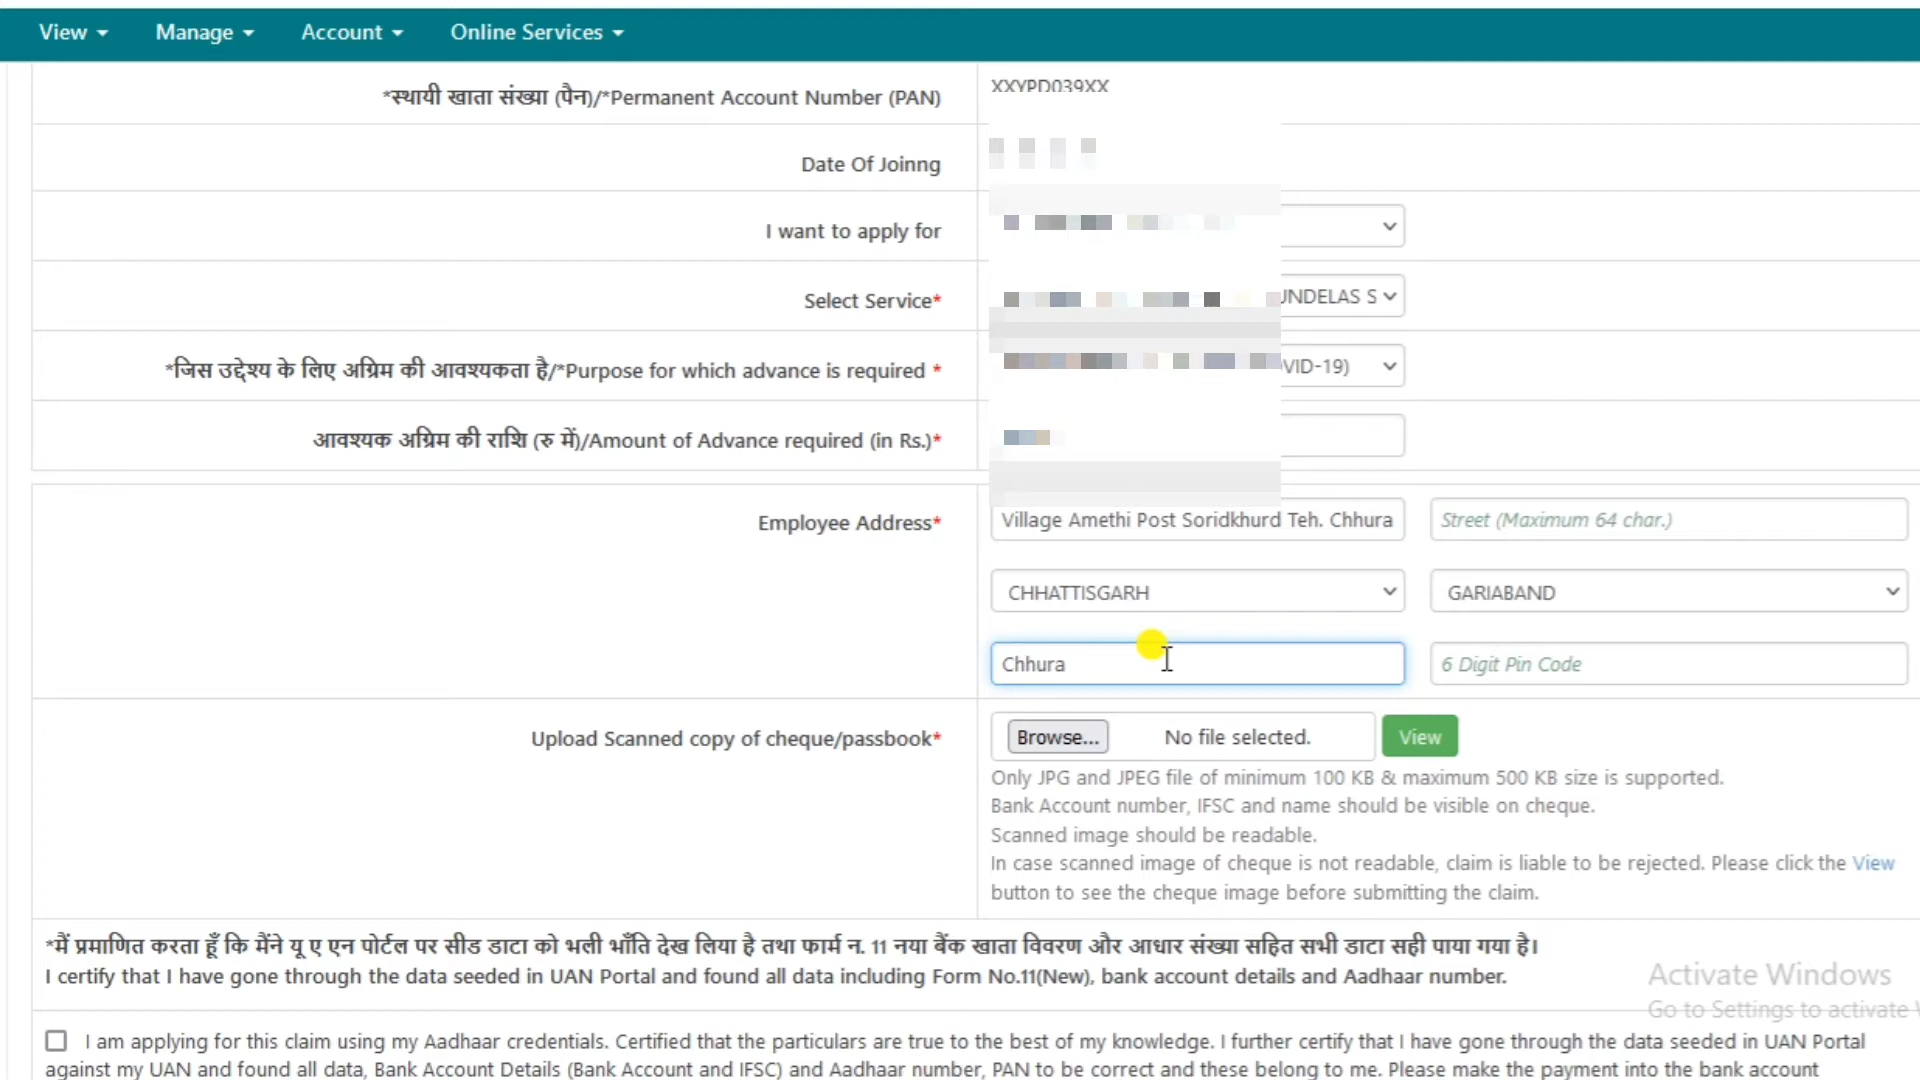 View Manage Account Online Services
*स्थायी खाता संख्या (पैन)/*Permanent Account Number (PAN)
XXYPD039XX
Date Of Joinng
I want to apply for
Select Service*
UNDELAS S
*जिस उद्देश्य के लिए अग्रिम की आवश्यकता है/*Purpose for which advance is required *
VID-19)
आवश्यक अग्रिम की राशि (रु में)/Amount of Advance required (in Rs.)*
Employee Address*
Village Amethi Post Soridkhurd Teh. Chhura
Street (Maximum 64 char.)
CHHATTISGARH
GARIABAND
Chhura
6 Digit Pin Code
Upload Scanned copy of cheque/passbook*
Browse... No file selected. View
Only JPG and JPEG file of minimum 100 KB & maximum 500 KB size is supported.
Bank Account number, IFSC and name should be visible on cheque.
Scanned image should be readable.
In case scanned image of cheque is not readable, claim is liable to be rejected. Please click the View
button to see the cheque image before submitting the claim.
*मैं प्रमाणित करता हूँ कि मैंने यू ए एन पोर्टल पर सीड डाटा को भली भाँति देख लिया है तथा फार्म न. 11 नया बैंक खाता विवरण और आधार संख्या सहित सभी डाटा सही पाया गया है।
I certify that I have gone through the data seeded in UAN Portal and found all data including Form No.11(New), bank account details and Aadhaar number.
Activate Windows
Go to Settings to activate
I am applying for this claim using my Aadhaar credentials. Certified that the particulars are true to the best of my knowledge. I further certify that I have gone through the data seeded in UAN Portal
against my UAN and found all data, Bank Account Details (Bank Account and IFSC) and Aadhaar number, PAN to be correct and these belong to me. Please make the payment into the bank account